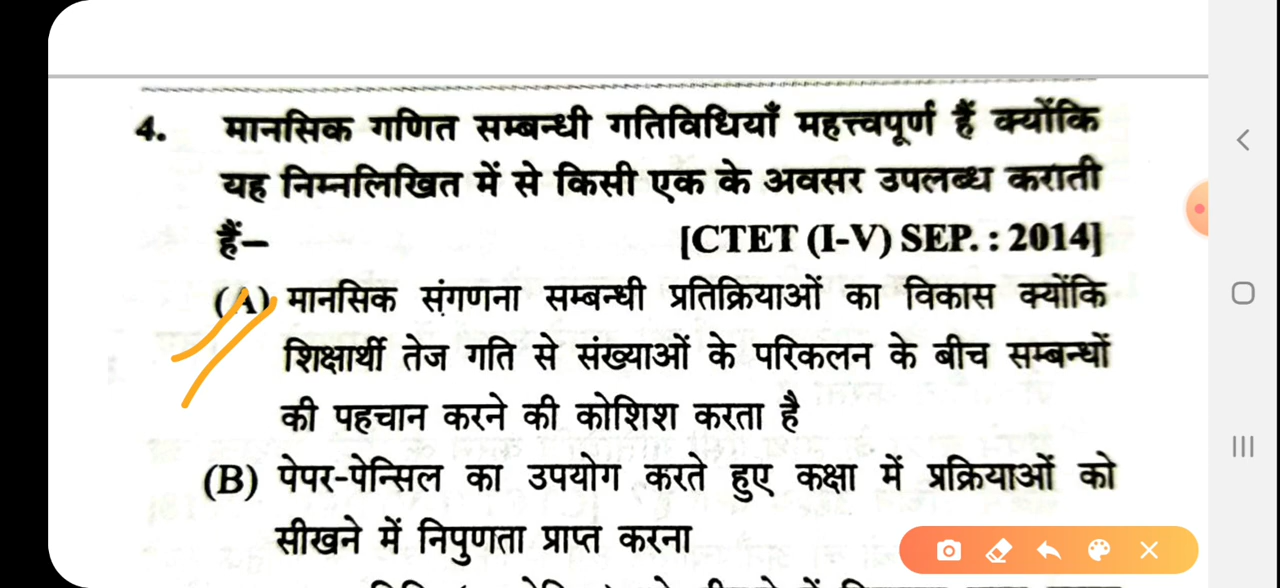 4. मानसिक गणित सम्बन्धी गतिविधियाँ महत्त्वपूर्ण हैं क्योंकि
यह निम्नलिखित में से किसी एक के अवसर उपलब्ध कराती
हैं– [CTET (I-V) SEP. : 2014]
(A) मानसिक संगणना सम्बन्धी प्रतिक्रियाओं का विकास क्योंकि
शिक्षार्थी तेज गति से संख्याओं के परिकलन के बीच सम्बन्धों
की पहचान करने की कोशिश करता है
(B) पेपर-पेन्सिल का उपयोग करते हुए कक्षा में प्रक्रियाओं को
सीखने में निपुणता प्राप्त करना